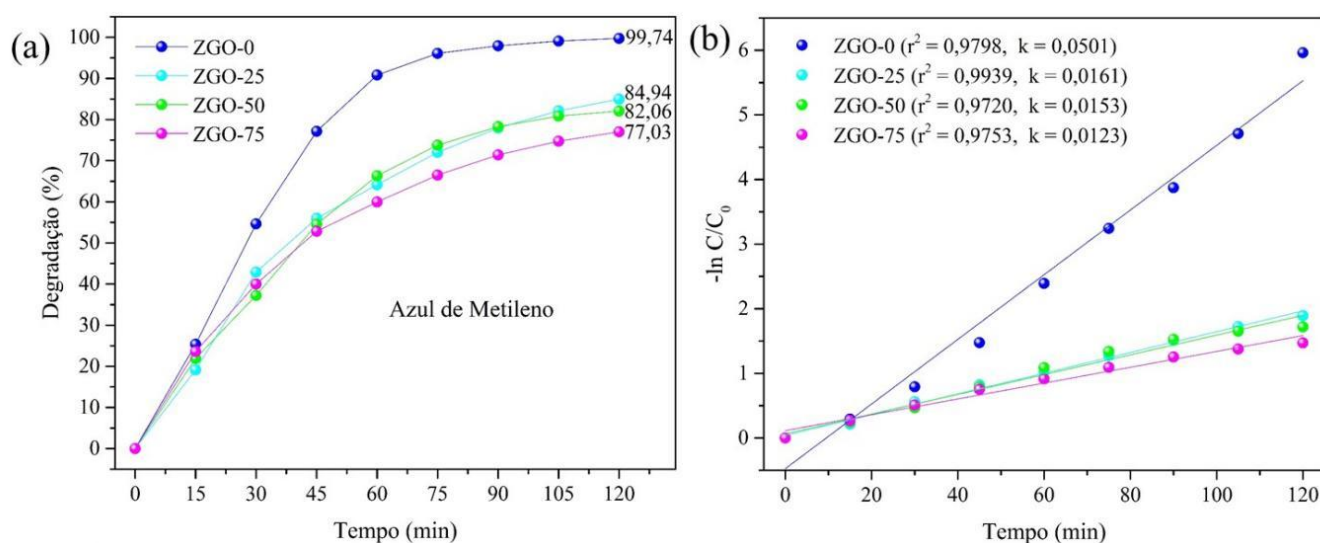 (a)
ZGO-0
ZGO-25
ZGO-50
ZGO-75
99,74
84,94
82,06
77,03
Azul de Metileno
Degradação (%)
100
90
80
70
60
50
40
30
20
10
0
0 15 30 45 60 75 90 105 120
Tempo (min)
(b)
ZGO-0 (r² = 0,9798, k = 0,0501)
ZGO-25 (r² = 0,9939, k = 0,0161)
ZGO-50 (r² = 0,9720, k = 0,0153)
ZGO-75 (r² = 0,9753, k = 0,0123)
-ln C/C₀
6
5
4
3
2
1
0
0 20 40 60 80 100 120
Tempo (min)